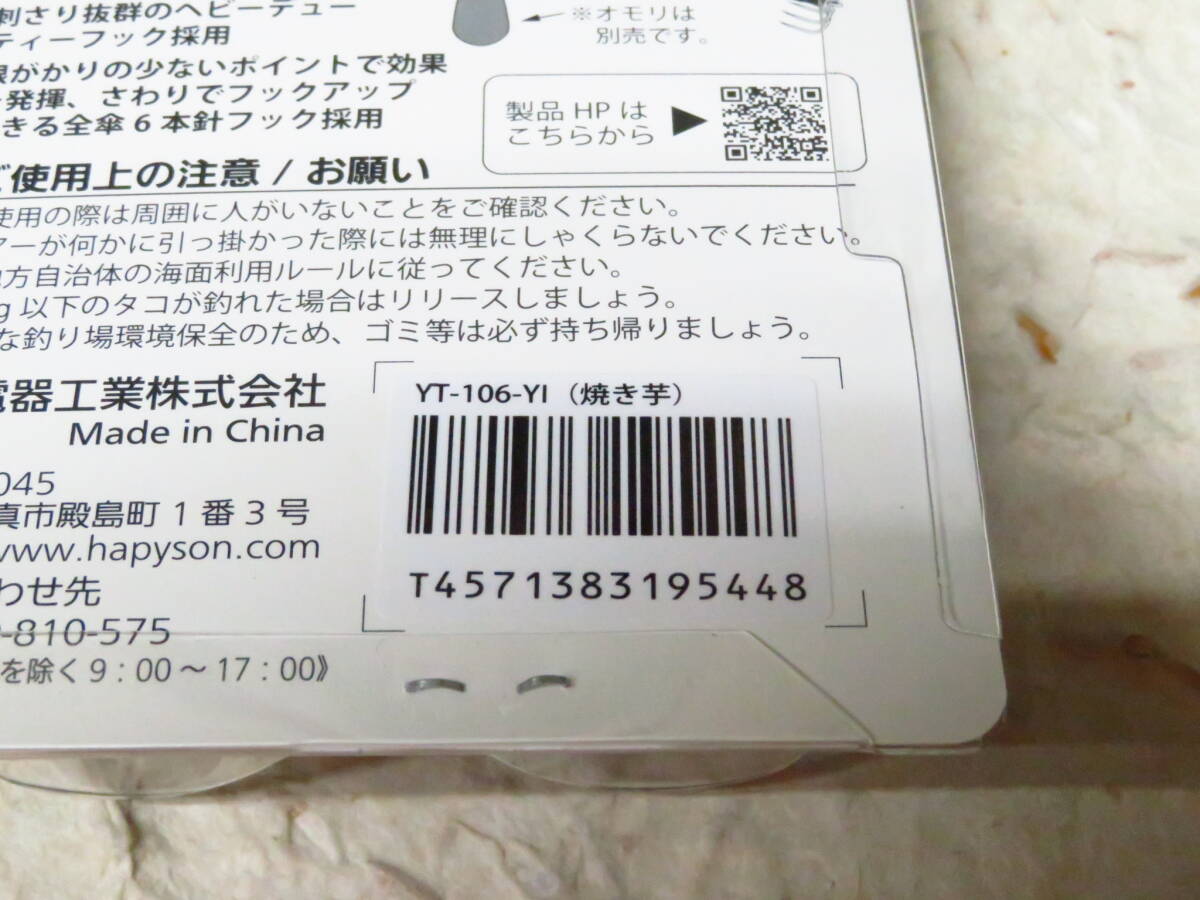 刺さり抜群のヘビーデュー
ティーフック採用
※オモリは
別売です。
根がかりの少ないポイントで効果
発揮、さわりでフックアップ
きる全傘6本針フック採用
製品 HP は
こちらから
ご使用上の注意 / お願い
使用の際は周囲に人がいないことをご確認ください。
アーが何かに引っ掛かった際には無理にしゃくらないでください。
地方自治体の海面利用ルールに従ってください。
g 以下のタコが釣れた場合はリリースしましょう。
な釣り場環境保全のため、ゴミ等は必ず持ち帰りましょう。
電器工業株式会社
Made in China
045
真市殿島町 1 番 3 号
www.hapyson.com
わせ先
-810-575
を除く 9：00 〜 17：00》
YT-106-YI（焼き芋）
T4571383195448